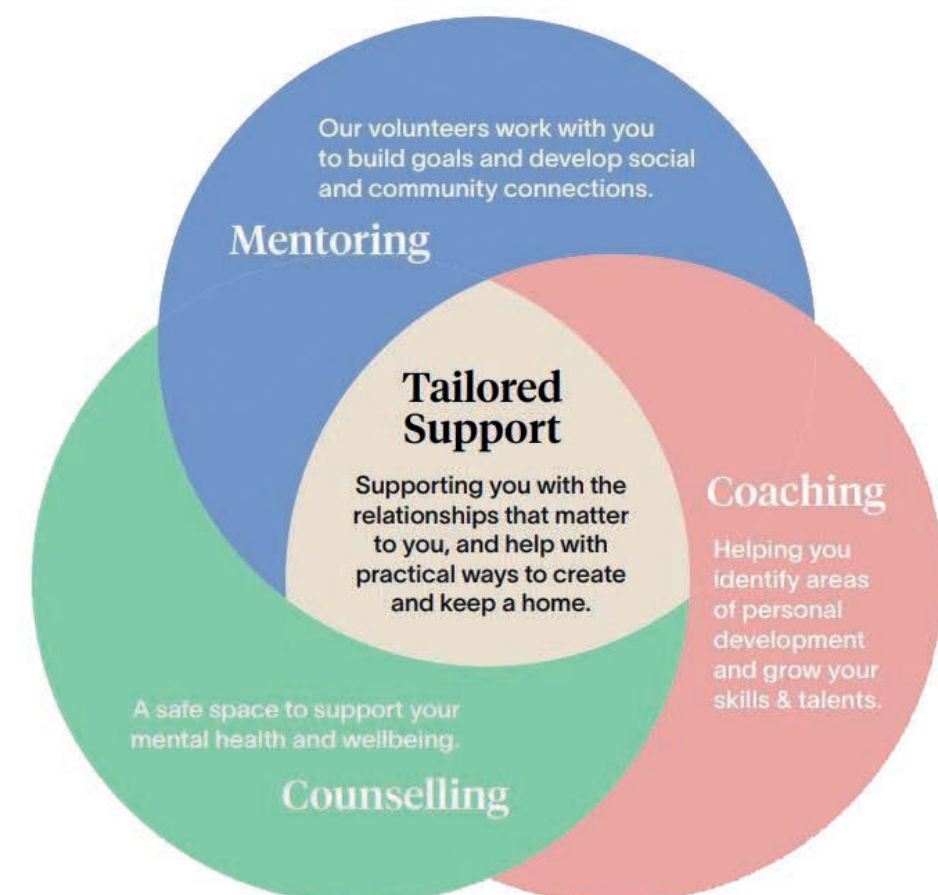 Our volunteers work with you
to build goals and develop social
and community connections.
Mentoring
Tailored
Support
Supporting you with the
relationships that matter
to you, and help with
practical ways to create
and keep a home.
Coaching
Helping you
identify areas
of personal
development
and grow your
skills & talents.
A safe space to support your
mental health and wellbeing.
Counselling